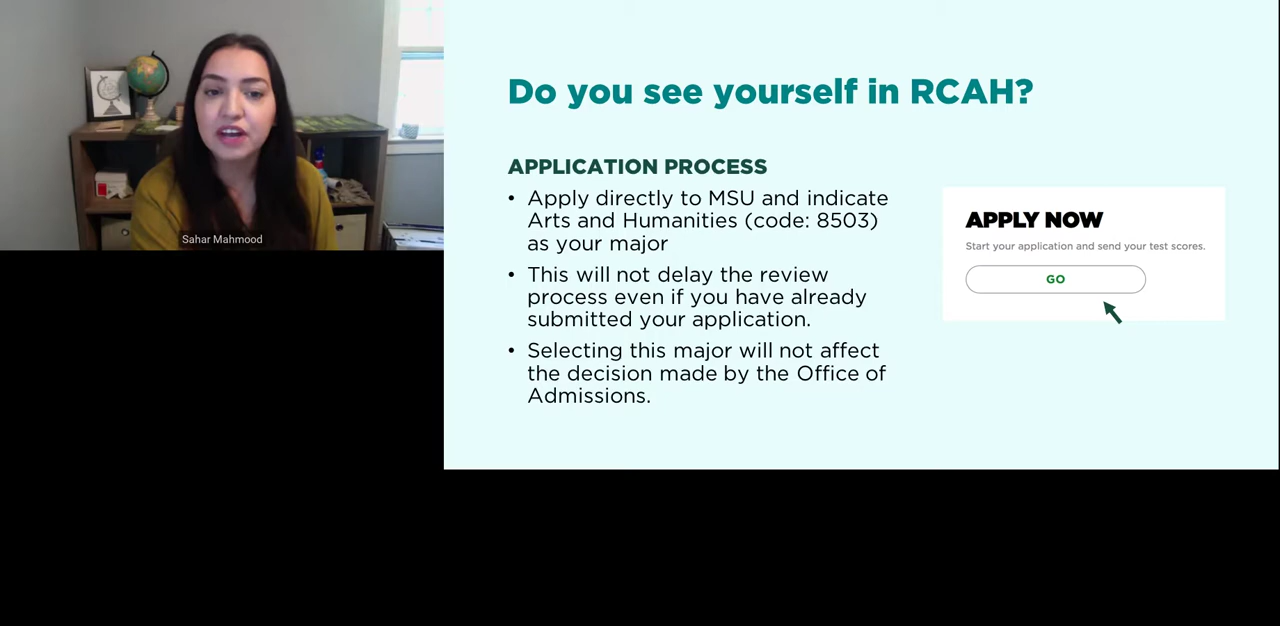 Sahar Mahmood
Do you see yourself in RCAH?
APPLICATION PROCESS
• Apply directly to MSU and indicate
Arts and Humanities (code: 8503)
as your major
• This will not delay the review
process even if you have already
submitted your application.
• Selecting this major will not affect
the decision made by the Office of
Admissions.
APPLY NOW
Start your application and send your test scores.
GO